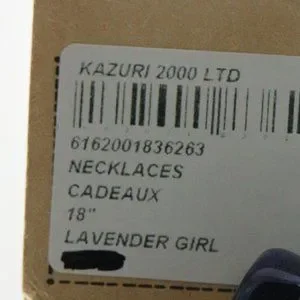 KAZURI 2000 LTD
6162001836263
NECKLACES
CADEAUX
18"
LAVENDER GIRL